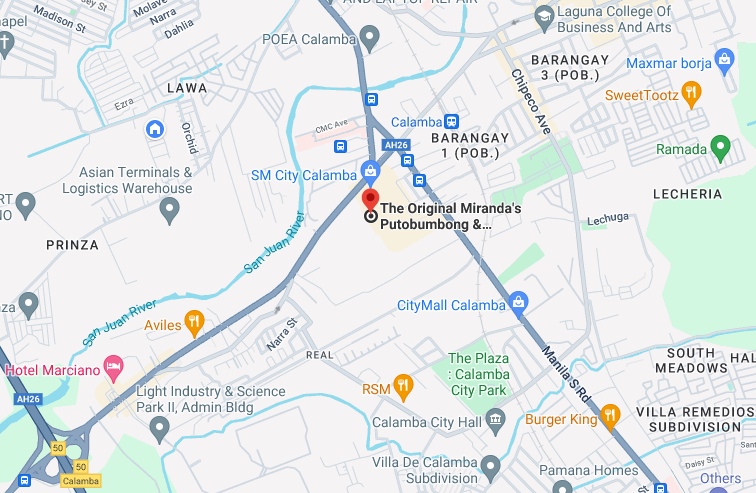 AND LAPTOP REPAIR
Madison St
Molave
Narra
Dahlia
POEA Calamba
Laguna College Of
Business And Arts
BARANGAY
3 (POB.)
Maxmar borja
SweetTootz
LAWA
Ezra
Orchid
CMC Ave
Calamba
Chipeco Ave
BARANGAY
1 (POB.)
AH26
Ramada
Asian Terminals &
Logistics Warehouse
SM City Calamba
LECHERIA
The Original Miranda's
Putobumbong &...
Lechuga
PRINZA
San Juan River
San Juan River
CityMall Calamba
Aviles
Narra St
REAL
Manila S Rd
Hotel Marciano
The Plaza
: Calamba
City Park
SOUTH
MEADOWS
HAL
AH26
Light Industry & Science
Park II, Admin Bldg
RSM
Calamba City Hall
Burger King
VILLA REMEDIOS
SUBDIVISION
50
50
Calamba
Villa De Calamba
Subdivision
Pamana Homes
Daisy St
Others